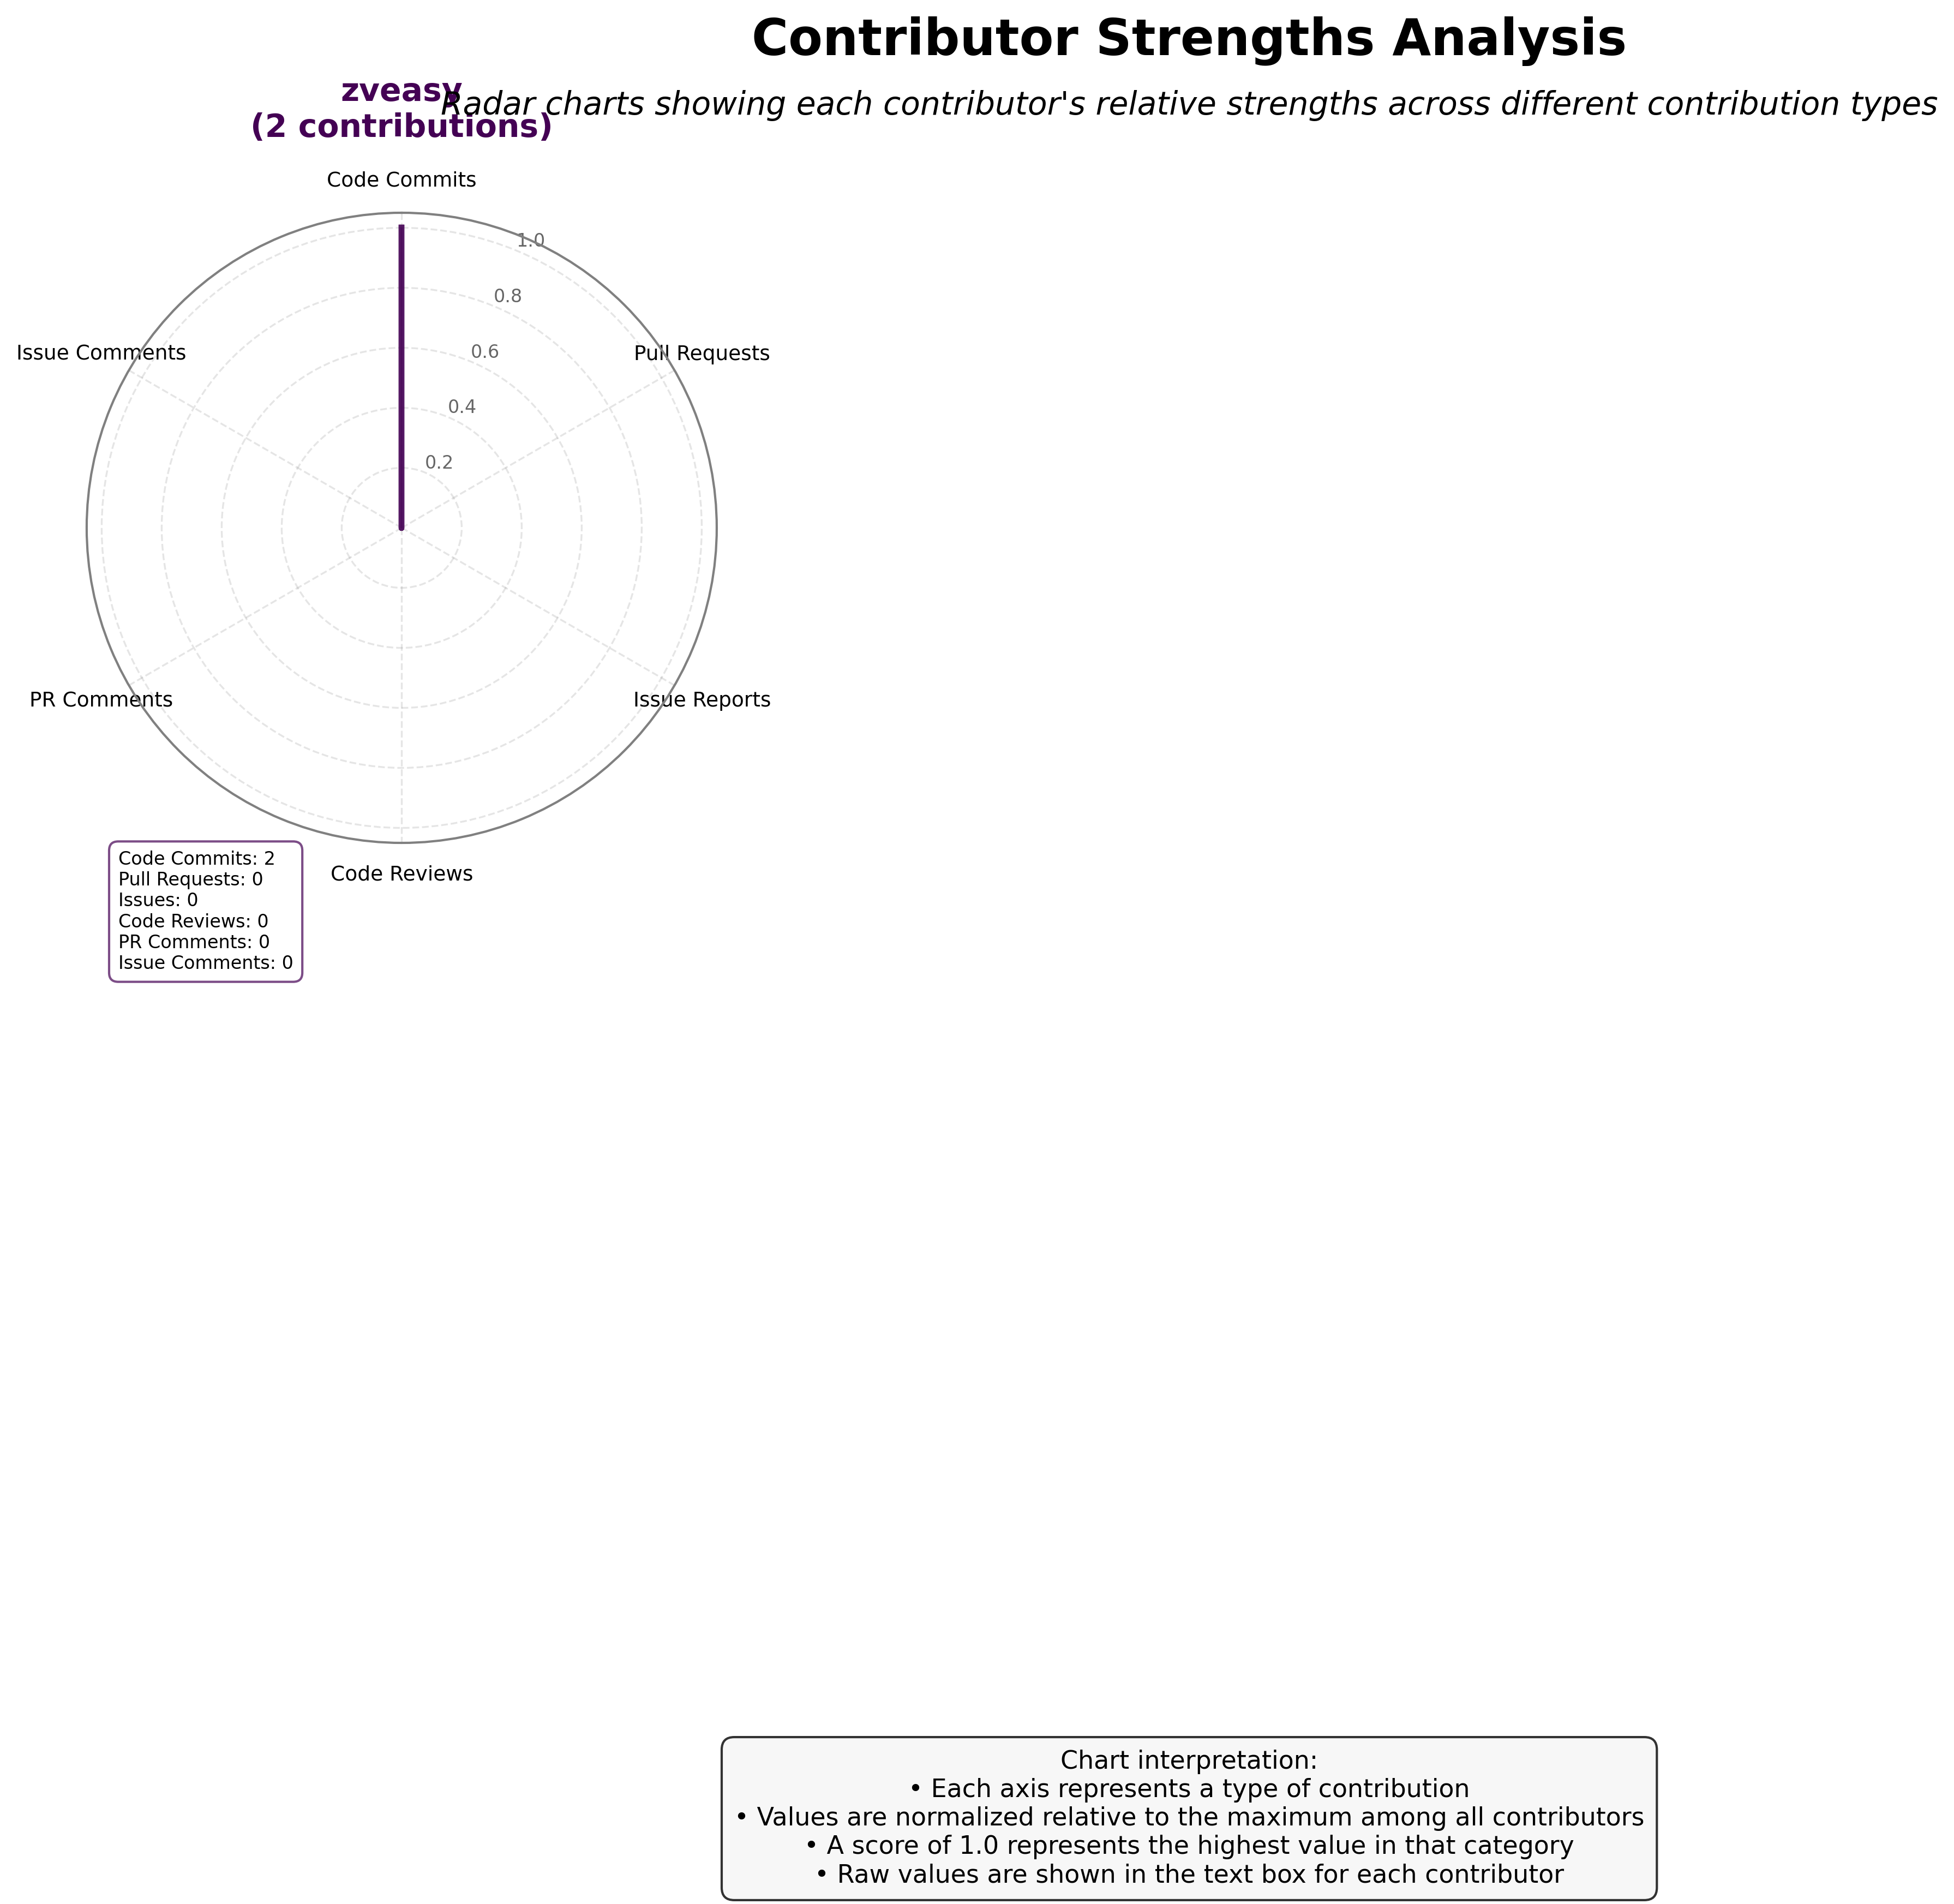 Contributor Strengths Analysis
zveasy
(2 contributions)
Radar charts showing each contributor's relative strengths across different contribution types
Code Commits
1.0
0.8
0.6
0.4
0.2
Issue Comments
Pull Requests
PR Comments
Issue Reports
Code Reviews
Code Commits: 2
Pull Requests: 0
Issues: 0
Code Reviews: 0
PR Comments: 0
Issue Comments: 0
Chart interpretation:
• Each axis represents a type of contribution
• Values are normalized relative to the maximum among all contributors
• A score of 1.0 represents the highest value in that category
• Raw values are shown in the text box for each contributor